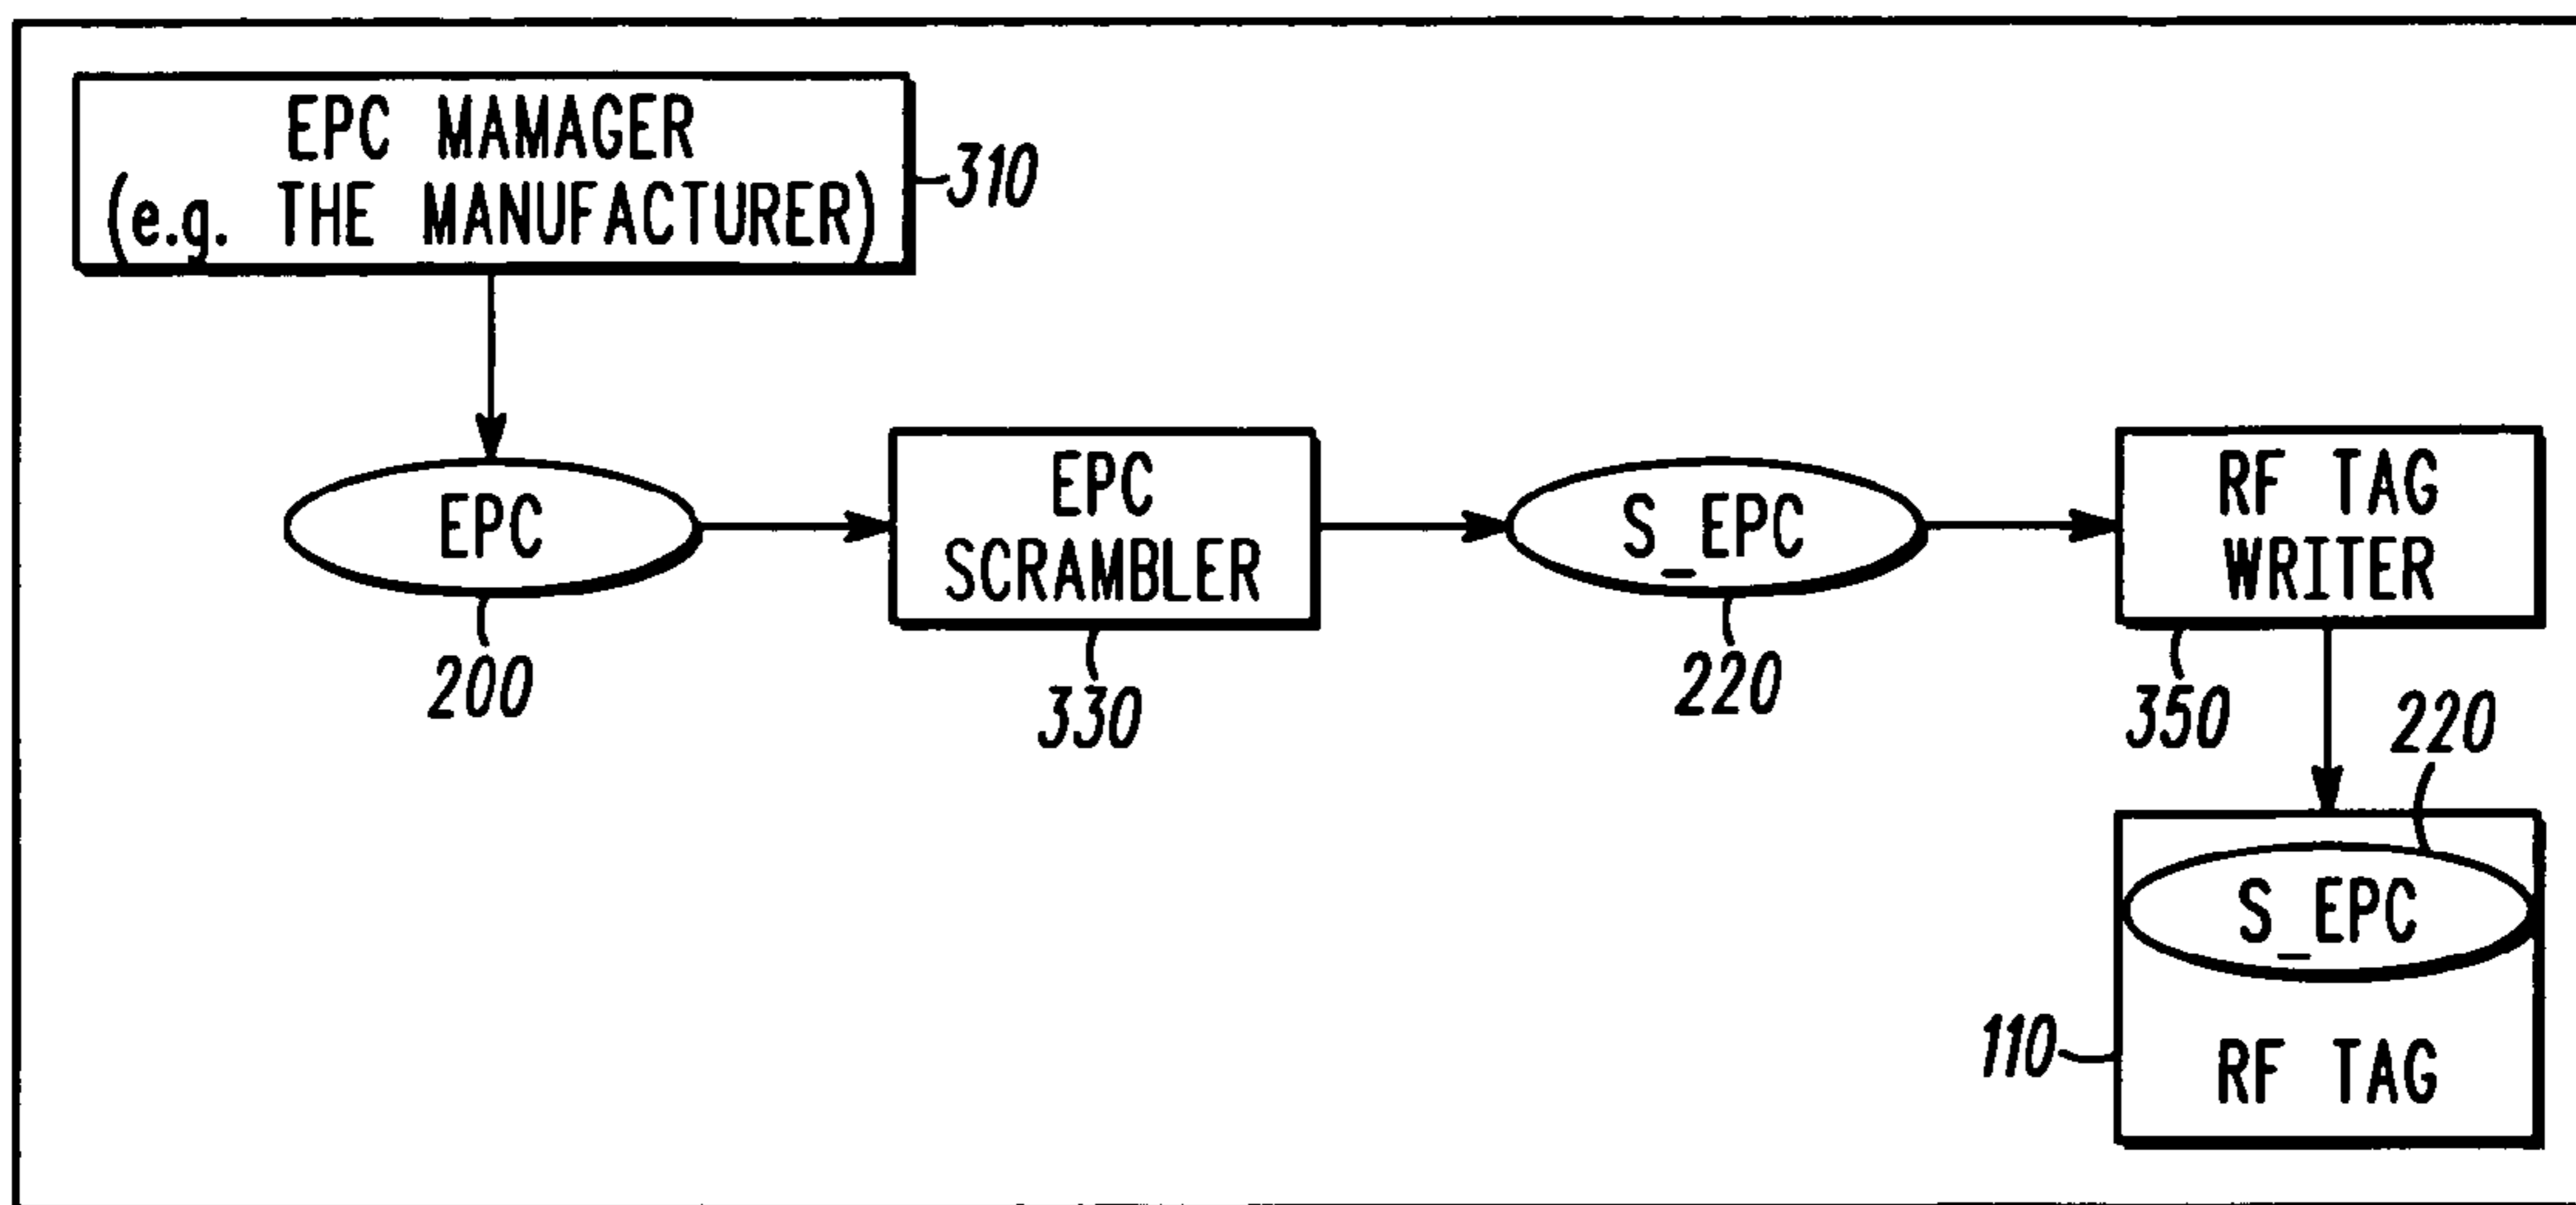 EPC MAMAGER
(e.g. THE MANUFACTURER)
310
EPC
200
EPC
SCRAMBLER
330
S_EPC
220
RF TAG
WRITER
350
220
S_EPC
110
RF TAG